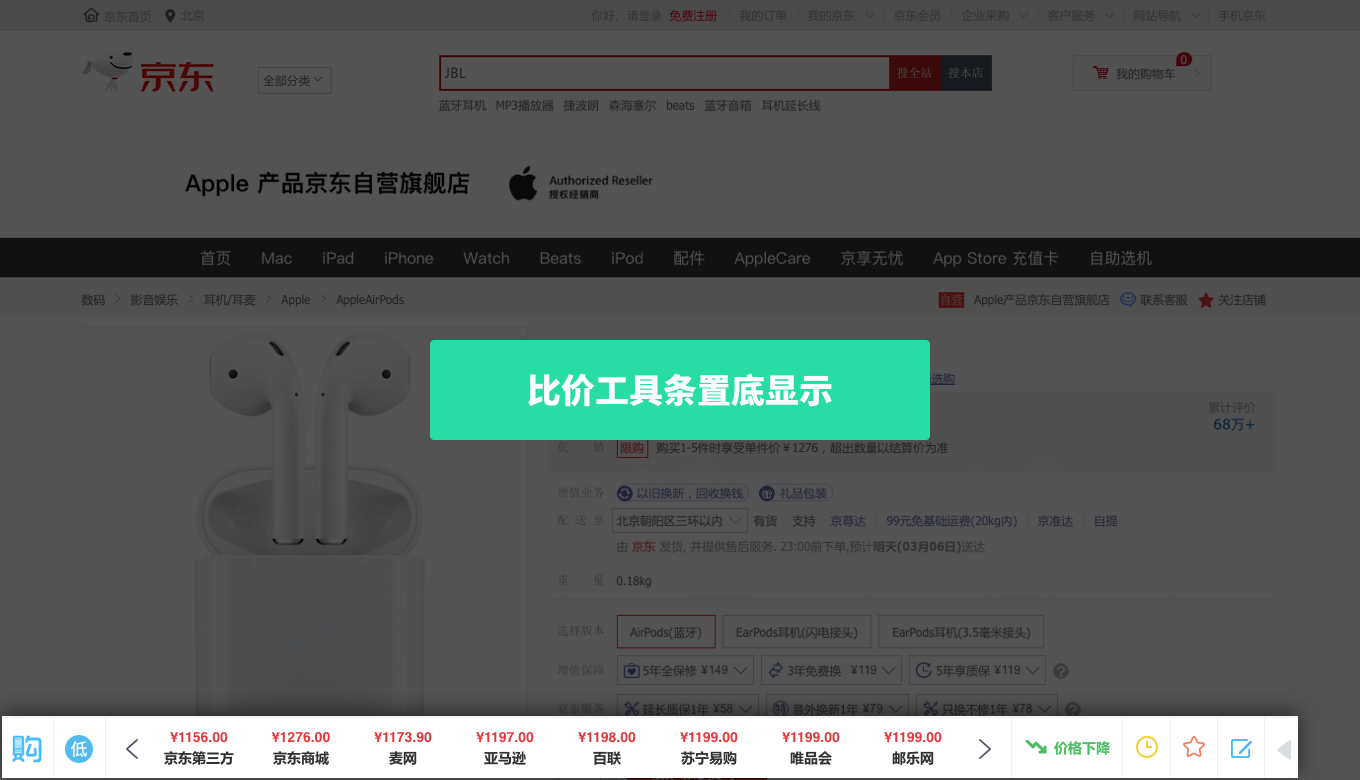 京东首页 北京 你好，请登录 免费注册 我的订单 我的京东 京东会员 企业采购 客户服务 网站导航 手机京东
京东 全部分类 JBL 搜全站 搜本店 0 我的购物车
蓝牙耳机 MP3播放器 捷波朗 森海塞尔 beats 蓝牙音箱 耳机延长线
Apple 产品京东自营旗舰店 Authorized Reseller
授权经销商
首页 Mac iPad iPhone Watch Beats iPod 配件 AppleCare 京享无忧 App Store 充值卡 自助选机
数码 影音娱乐 耳机/耳麦 Apple AppleAirPods 自营 Apple产品京东自营旗舰店 联系客服 关注店铺
比价工具条置底显示
选购
累计评价
68万+
促 销 限购 购买1-5件时享受单件价￥1276，超出数量以结算价为准
增值业务 以旧换新，回收换钱 礼品包装
配 送 至 北京朝阳区三环以内 有货 支持 京尊达 99元免基础运费(20kg内) 京准达 自提
由 京东 发货, 并提供售后服务. 23:00前下单,预计明天(03月06日)送达
重 量 0.18kg
选择版本 AirPods(蓝牙) EarPods耳机(闪电接头) EarPods耳机(3.5毫米接头)
增值保障 5年全保修 ¥149 3年免费换 ¥119 5年享质保 ¥119 ?
京东服务 延长质保1年 ¥58 特 意外换新1年 ¥79 只换不修1年 ¥78 ?
购 低 ¥1156.00 ¥1276.00 ¥1173.90 ¥1197.00 ¥1198.00 ¥1199.00 ¥1199.00 ¥1199.00 价格下降
京东第三方 京东商城 麦网 亚马逊 百联 苏宁易购 唯品会 邮乐网